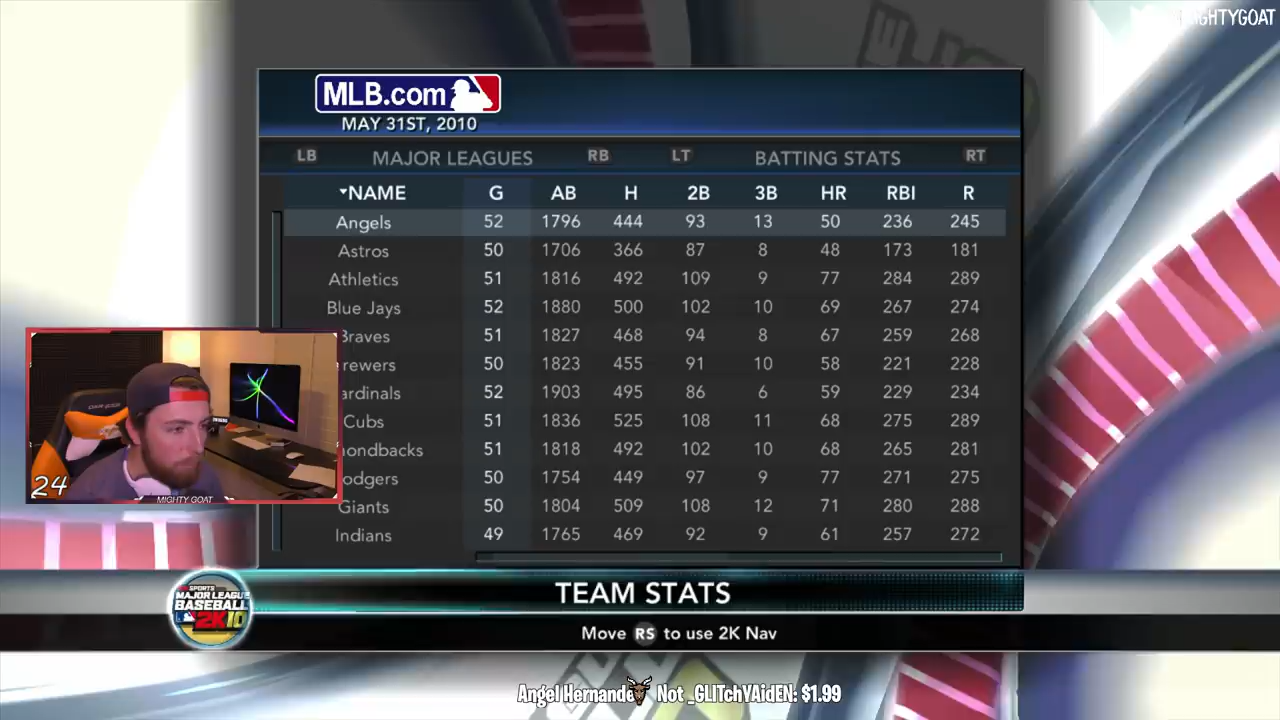 MIGHTYGOAT
MLB.com
MAY 31ST, 2010
LB MAJOR LEAGUES RB LT BATTING STATS RT
NAME G AB H 2B 3B HR RBI R
Angels 52 1796 444 93 13 50 236 245
Astros 50 1706 366 87 8 48 173 181
Athletics 51 1816 492 109 9 77 284 289
Blue Jays 52 1880 500 102 10 69 267 274
Braves 51 1827 468 94 8 67 259 268
rewers 50 1823 455 91 10 58 221 228
ardinals 52 1903 495 86 6 59 229 234
Cubs 51 1836 525 108 11 68 275 289
mondbacks 51 1818 492 102 10 68 265 281
odgers 50 1754 449 97 9 77 271 275
Giants 50 1804 509 108 12 71 280 288
Indians 49 1765 469 92 9 61 257 272
24
MIGHTY GOAT
SPORTS
MAJOR LEAGUE
BASEBALL
2K10
TEAM STATS
Move RS to use 2K Nav
Angel Hernande Not _GLITchVAidEN: $1.99